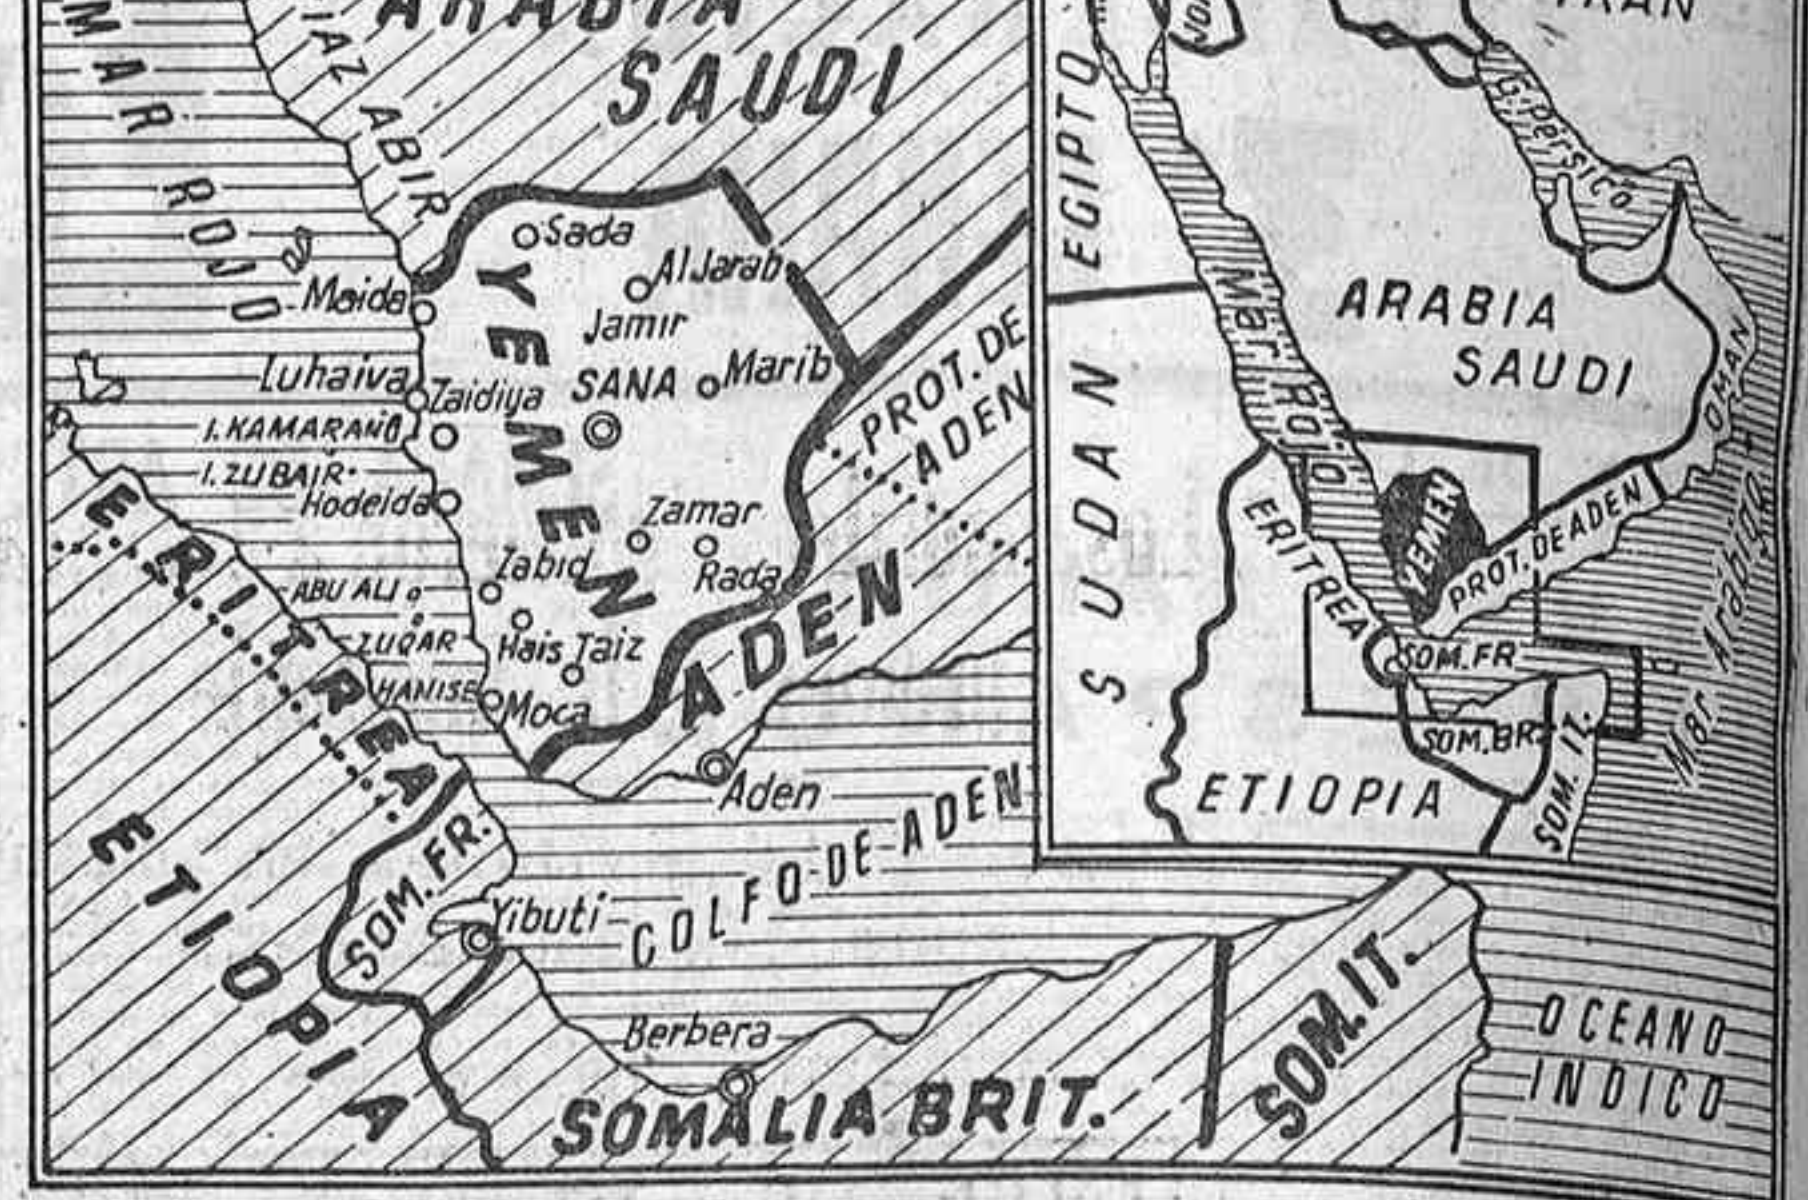 ARABIA
SAUDI
IAZ
ABIR
MAR ROJO
Sada
Al Jarab
Maida
Jamir
YEMEN
Luhaiva
Zaidiya
SANA
Marib
PROT. DE
ADEN
I. KAMARAN
I. ZUBAIR
Hodeida
Zamar
Zabid
Rada
ABU ALI
ZUQAR
Hais
Taiz
HANISE
Moca
ADEN
Aden
ERITREA
ETIOPIA
SOM. FR.
Yibuti
GOLFO DE ADEN
Berbera
SOMALIA BRIT.
SOM. IT.
OCEANO
INDICO
IRAN
G. Persico
EGIPTO
Mar Rojo
ARABIA
SAUDI
OMAN
SUDAN
YEMEN
ERITREA
PROT. DE ADEN
SOM. FR
SOM. BR.
SOM. IT.
ETIOPIA
Mar Arabigo